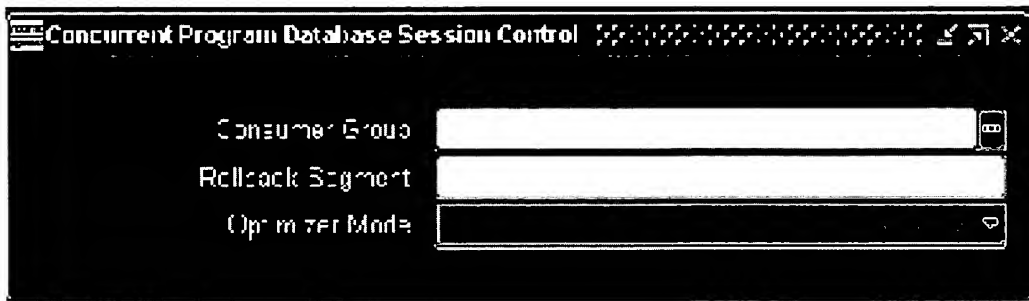 Concurrent Program Database Session Control
Consumer Group
Rollback Segment
Optimizer Mode